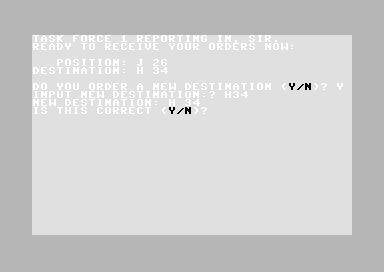 TASK FORCE 1 REPORTING IN, SIR.
READY TO RECEIVE YOUR ORDERS NOW:
POSITION: J 26
DESTINATION: H 34
DO YOU ORDER A NEW DESTINATION (Y/N)? Y
INPUT NEW DESTINATION:? H34
NEW DESTINATION: H 34
IS THIS CORRECT (Y/N)?